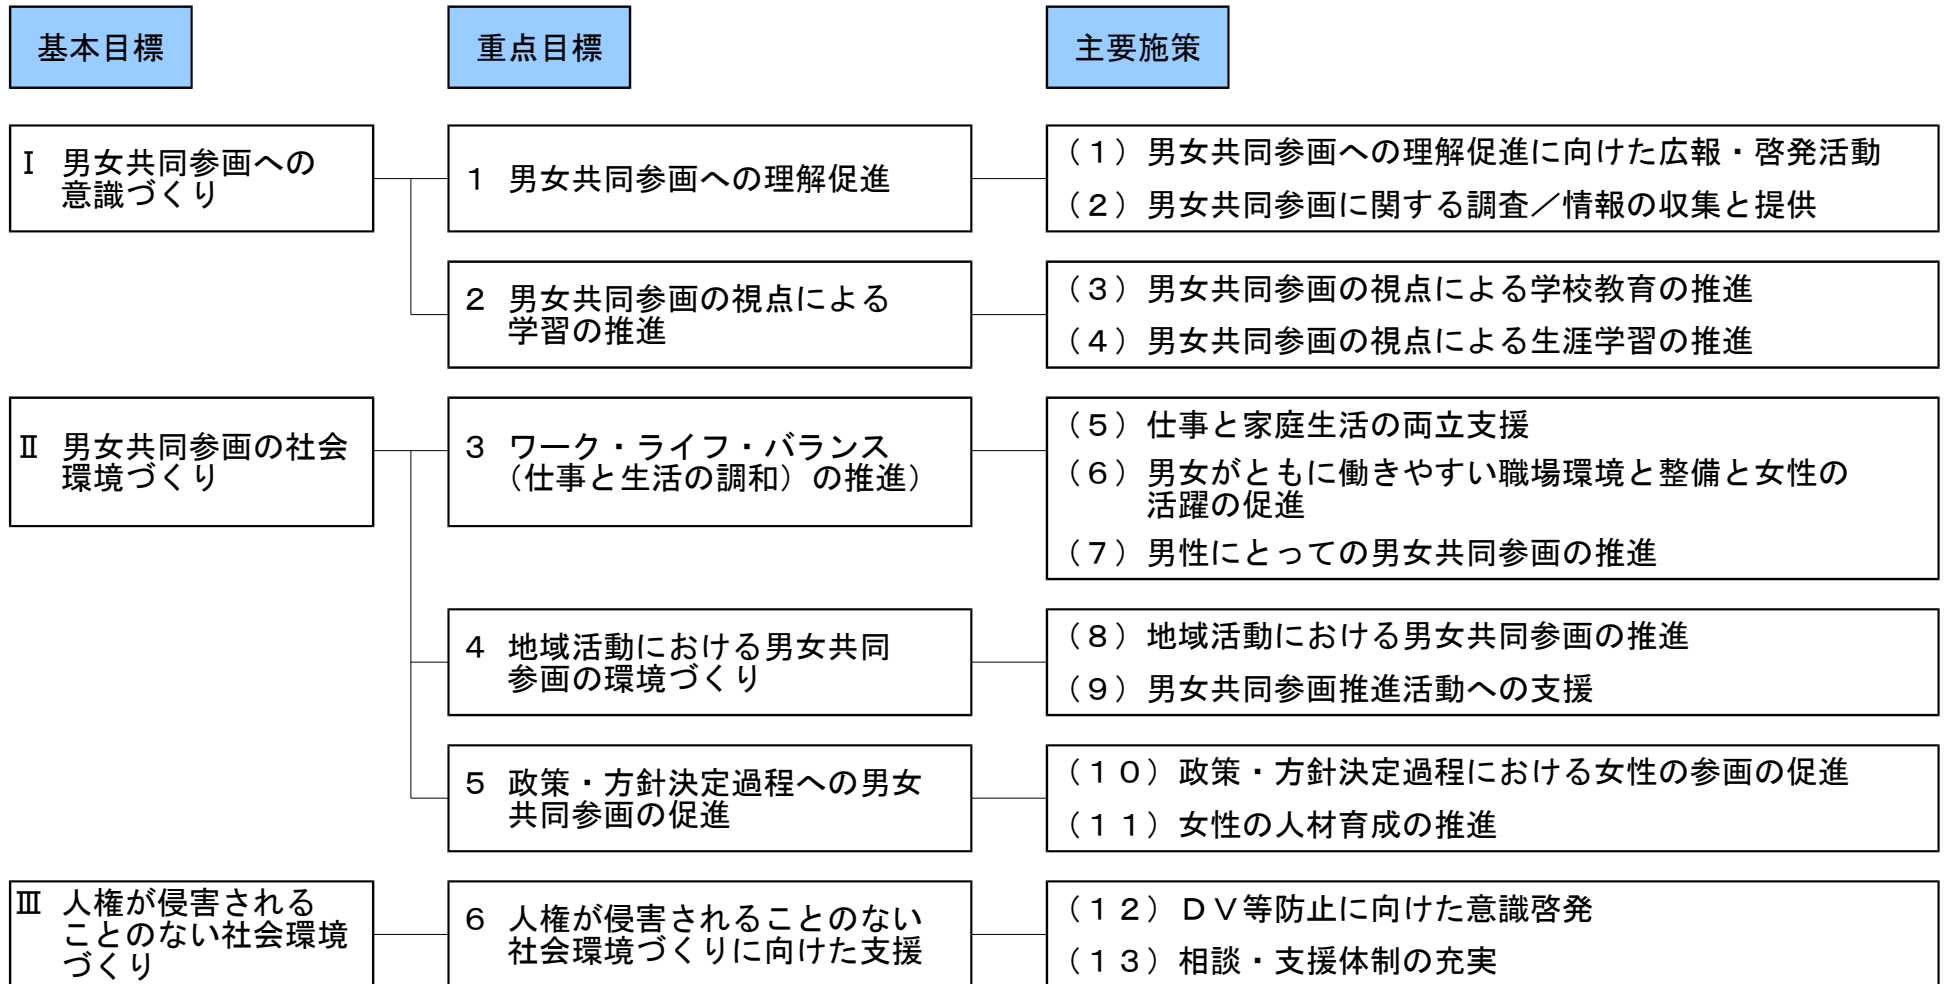 基本目標
重点目標
主要施策
Ⅰ 男女共同参画への
意識づくり
1 男女共同参画への理解促進
（1）男女共同参画への理解促進に向けた広報・啓発活動
（2）男女共同参画に関する調査／情報の収集と提供
2 男女共同参画の視点による
学習の推進
（3）男女共同参画の視点による学校教育の推進
（4）男女共同参画の視点による生涯学習の推進
Ⅱ 男女共同参画の社会
環境づくり
3 ワーク・ライフ・バランス
（仕事と生活の調和）の推進）
（5）仕事と家庭生活の両立支援
（6）男女がともに働きやすい職場環境と整備と女性の
活躍の促進
（7）男性にとっての男女共同参画の推進
4 地域活動における男女共同
参画の環境づくり
（8）地域活動における男女共同参画の推進
（9）男女共同参画推進活動への支援
5 政策・方針決定過程への男女
共同参画の促進
（10）政策・方針決定過程における女性の参画の促進
（11）女性の人材育成の推進
Ⅲ 人権が侵害される
ことのない社会環境
づくり
6 人権が侵害されることのない
社会環境づくりに向けた支援
（12）ＤＶ等防止に向けた意識啓発
（13）相談・支援体制の充実